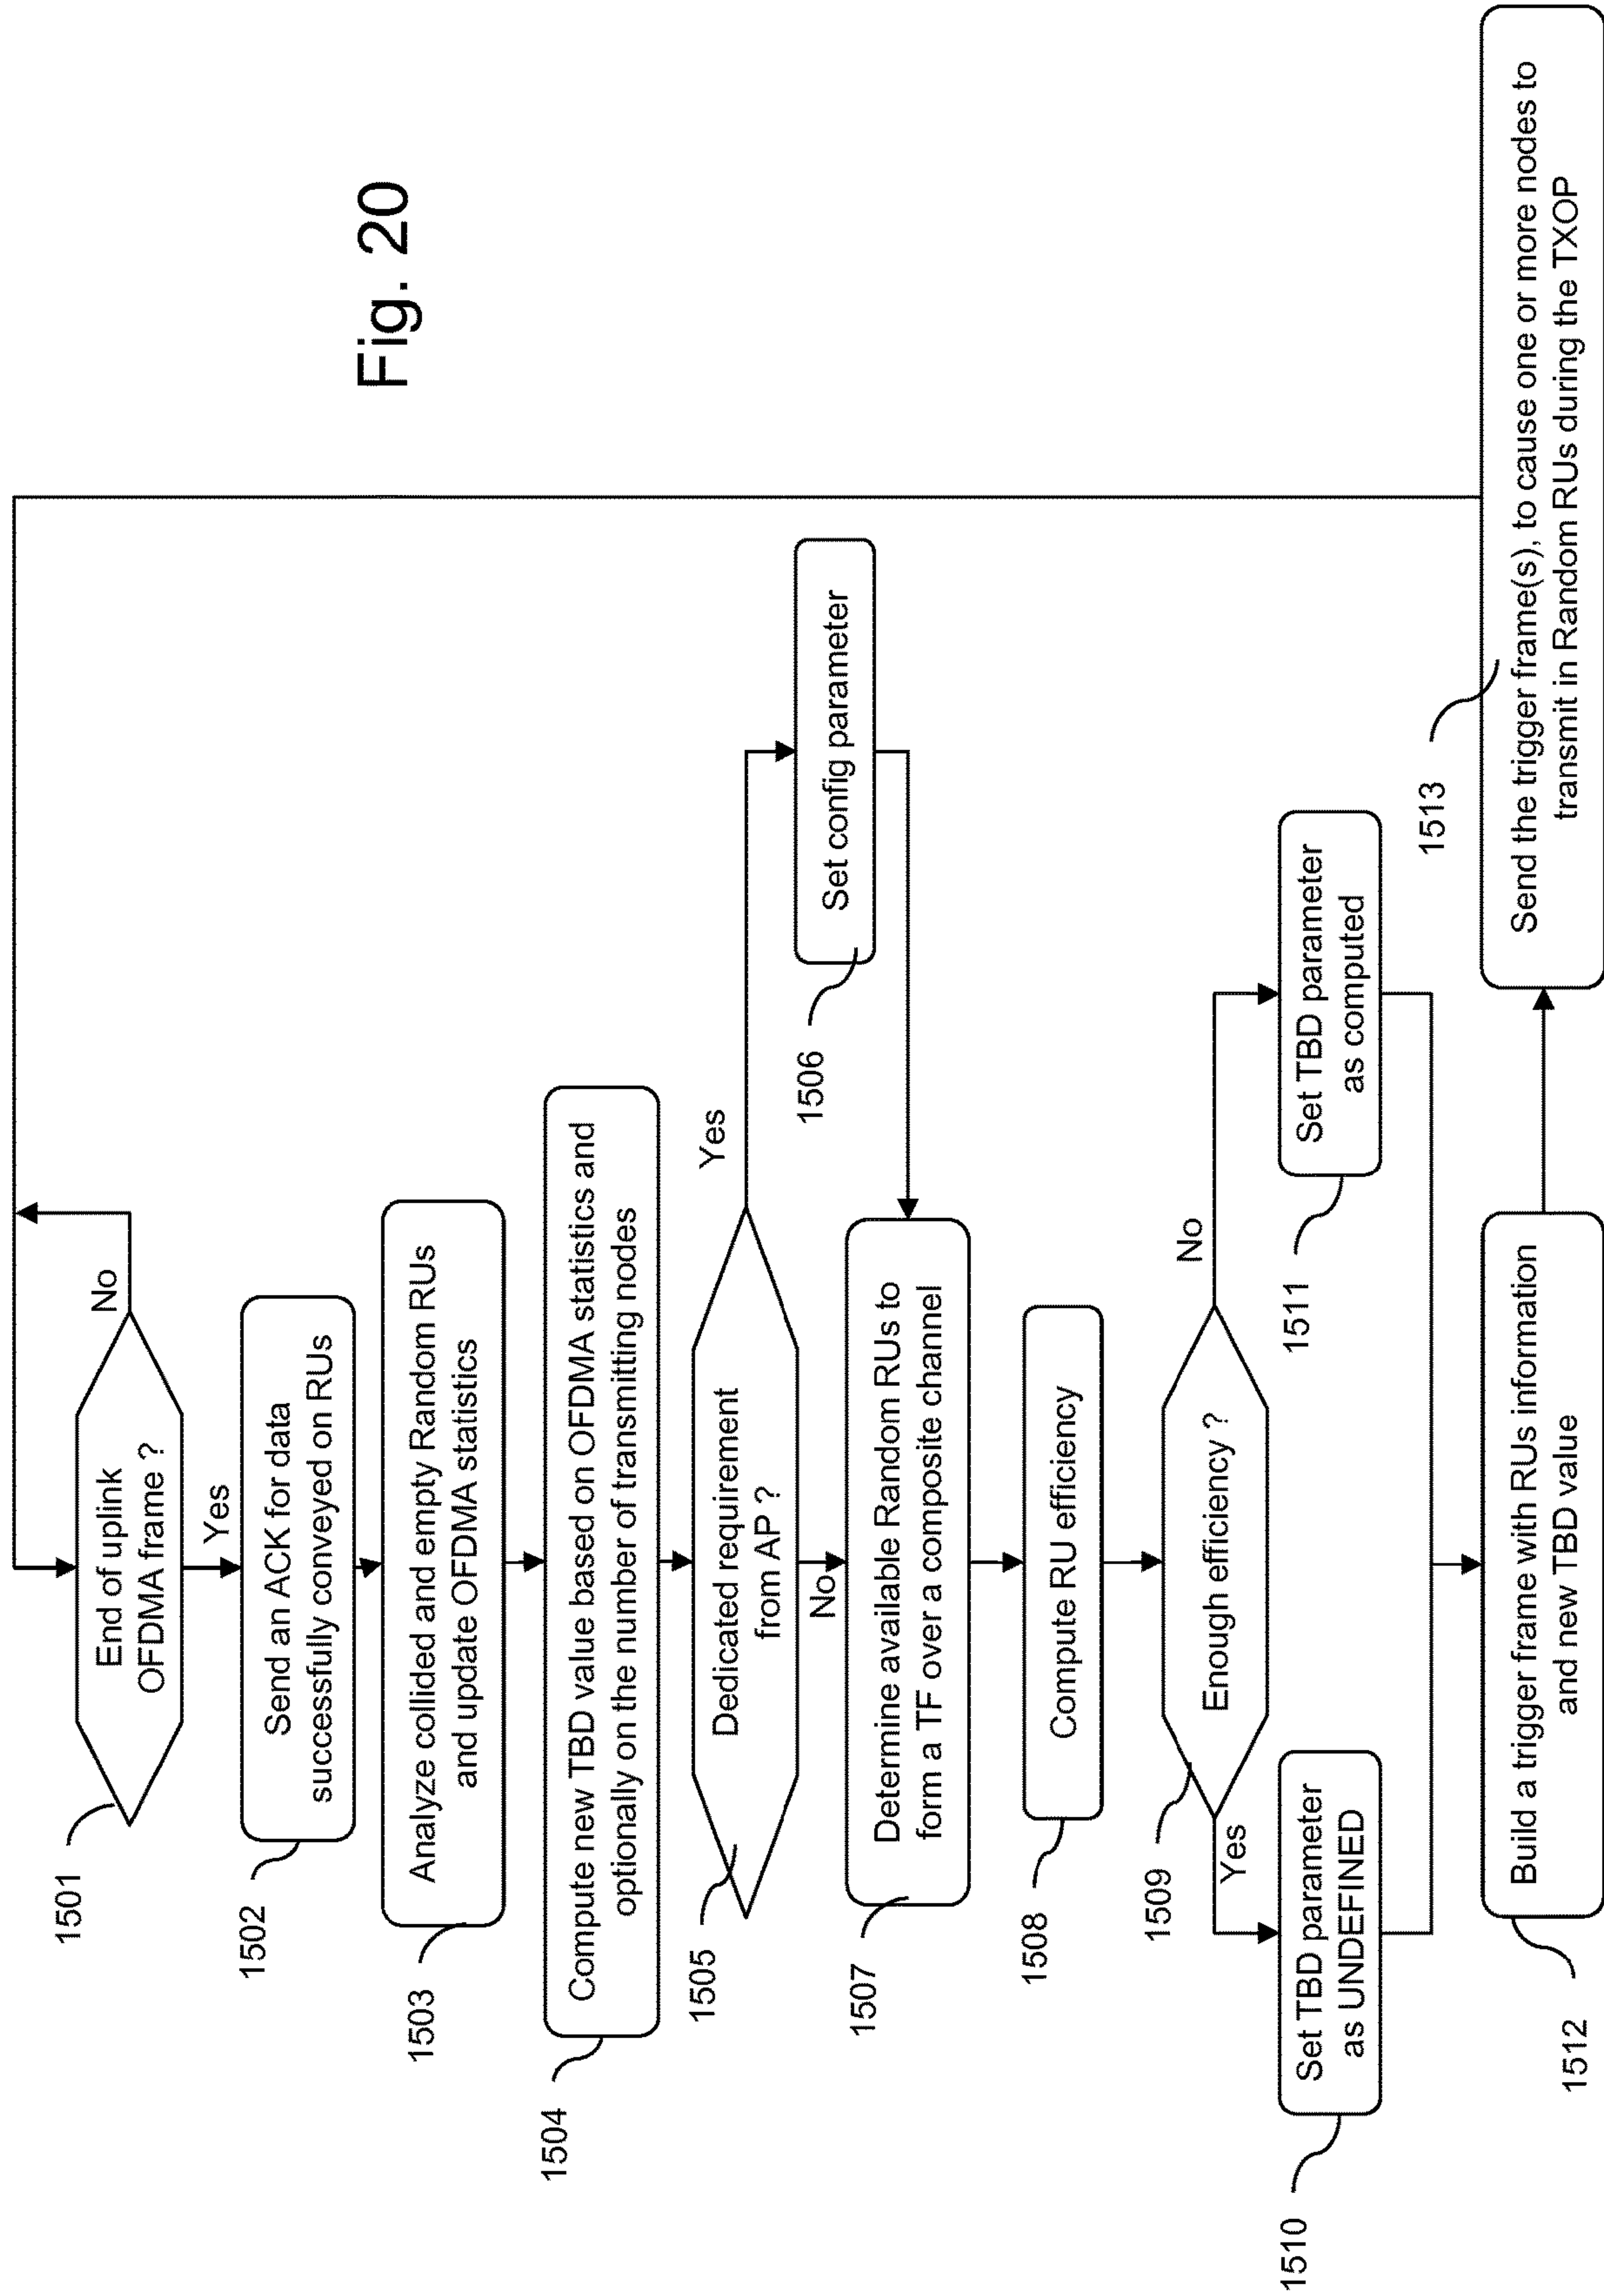 Fig. 20
1501
End of uplink
OFDMA frame ?
No
Yes
1502
Send an ACK for data
successfully conveyed on RUs
1503
Analyze collided and empty Random RUs
and update OFDMA statistics
1504
Compute new TBD value based on OFDMA statistics and
optionally on the number of transmitting nodes
1505
Dedicated requirement
from AP ?
Yes
No
1506
Set config parameter
1507
Determine available Random RUs to
form a TF over a composite channel
1508
Compute RU efficiency
1509
Enough efficiency ?
Yes
No
1510
Set TBD parameter
as UNDEFINED
1511
Set TBD parameter
as computed
1512
Build a trigger frame with RUs information
and new TBD value
1513
Send the trigger frame(s), to cause one or more nodes to
transmit in Random RUs during the TXOP